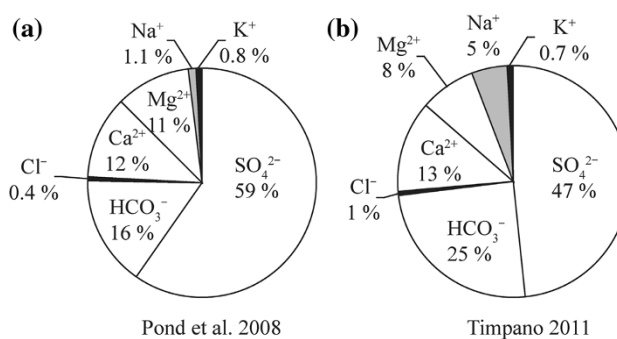 (a)
Na⁺
1.1 %
K⁺
0.8 %
Mg²⁺
11 %
Ca²⁺
12 %
Cl⁻
0.4 %
HCO₃⁻
16 %
SO₄²⁻
59 %
Pond et al. 2008
(b)
Na⁺
5 %
K⁺
0.7 %
Mg²⁺
8 %
Ca²⁺
13 %
Cl⁻
1 %
HCO₃⁻
25 %
SO₄²⁻
47 %
Timpano 2011